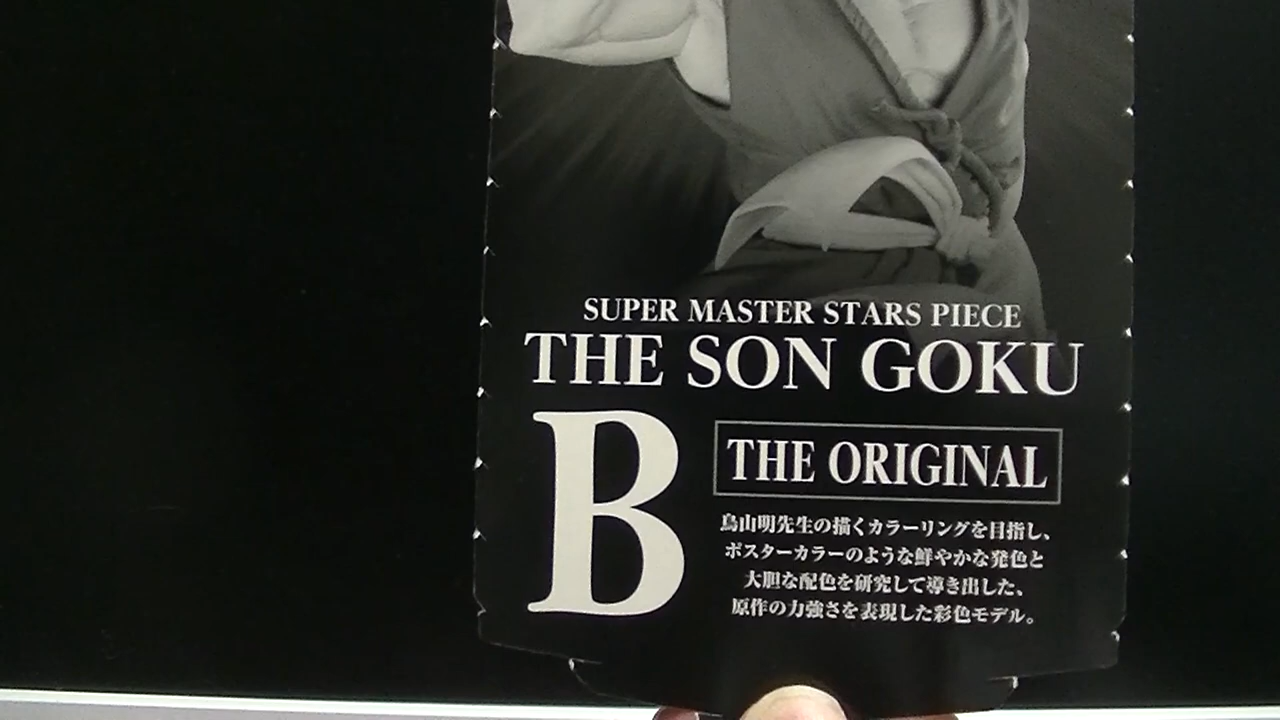 SUPER MASTER STARS PIECE
THE SON GOKU
B
THE ORIGINAL
鳥山明先生の描くカラーリングを目指し、
ポスターカラーのような鮮やかな発色と
大胆な配色を研究して導き出した、
原作の力強さを表現した彩色モデル。